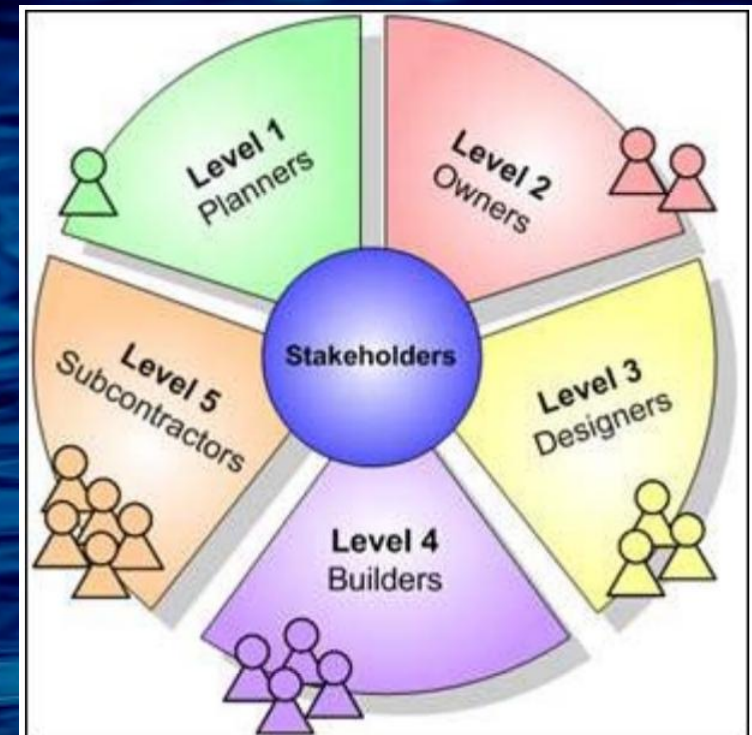 Level 1
Planners
Level 2
Owners
Stakeholders
Level 3
Designers
Level 4
Builders
Level 5
Subcontractors